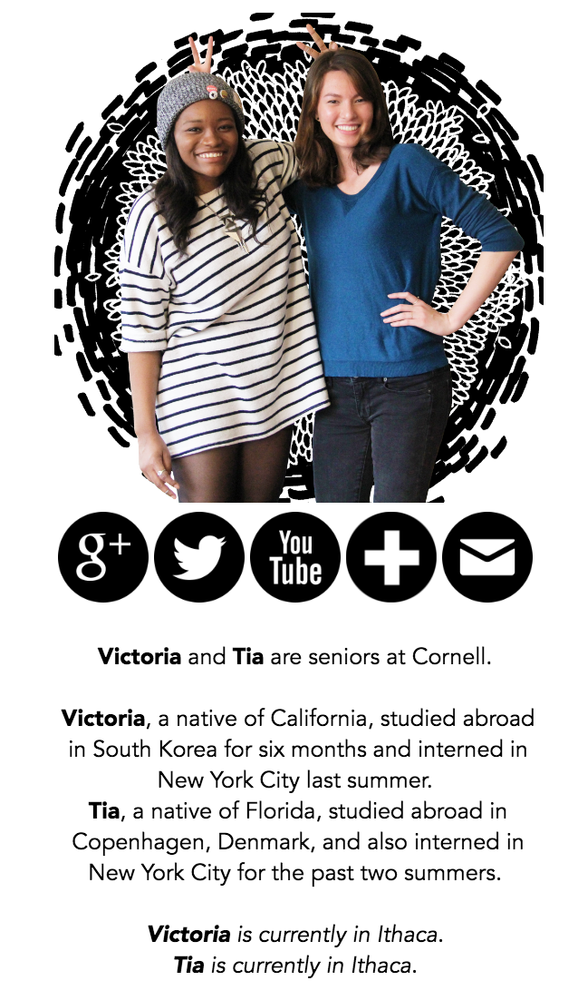 g+
You
Tube
Victoria and Tia are seniors at Cornell.
Victoria, a native of California, studied abroad
in South Korea for six months and interned in
New York City last summer.
Tia, a native of Florida, studied abroad in
Copenhagen, Denmark, and also interned in
New York City for the past two summers.
Victoria is currently in Ithaca.
Tia is currently in Ithaca.